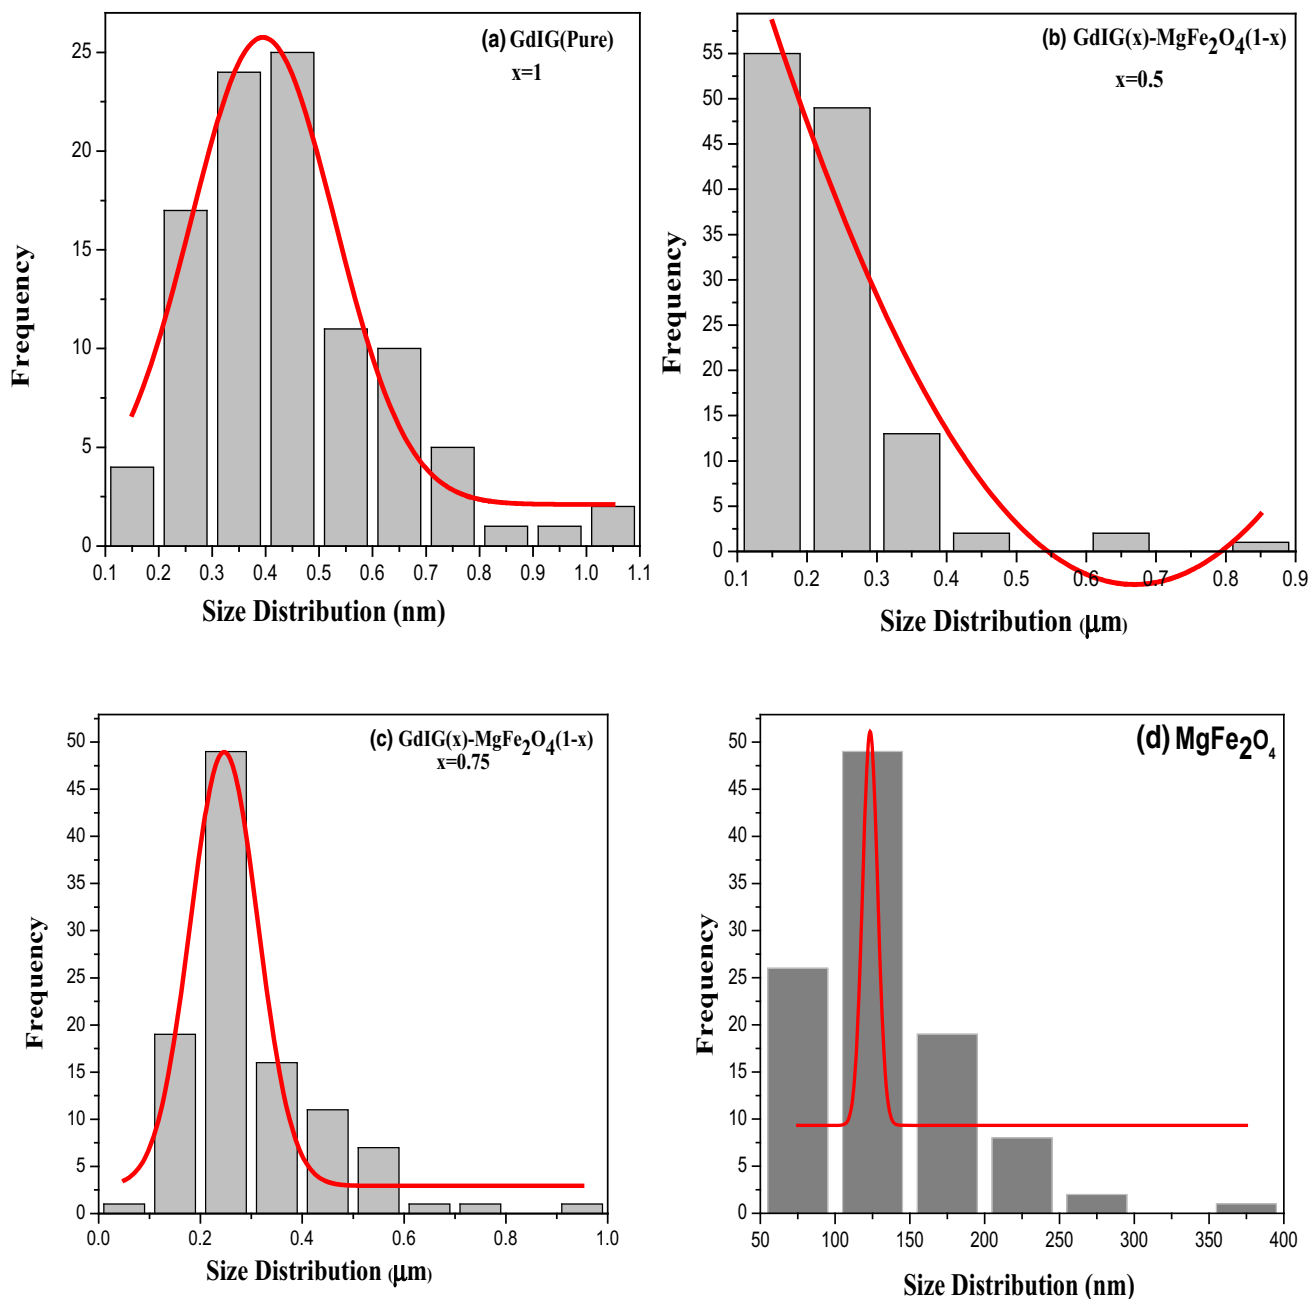 (a) GdIG(Pure)
x=1
Frequency
25
20
15
10
5
0
0.1 0.2 0.3 0.4 0.5 0.6 0.7 0.8 0.9 1.0 1.1
Size Distribution (nm)
(b) GdIG(x)-MgFe2O4(1-x)
x=0.5
Frequency
55
50
45
40
35
30
25
20
15
10
5
0
0.1 0.2 0.3 0.4 0.5 0.6 0.7 0.8 0.9
Size Distribution (μm)
(c) GdIG(x)-MgFe2O4(1-x)
x=0.75
Frequency
50
45
40
35
30
25
20
15
10
5
0
0.0 0.2 0.4 0.6 0.8 1.0
Size Distribution (μm)
(d) MgFe2O4
Frequency
50
45
40
35
30
25
20
15
10
5
0
50 100 150 200 250 300 350 400
Size Distribution (nm)